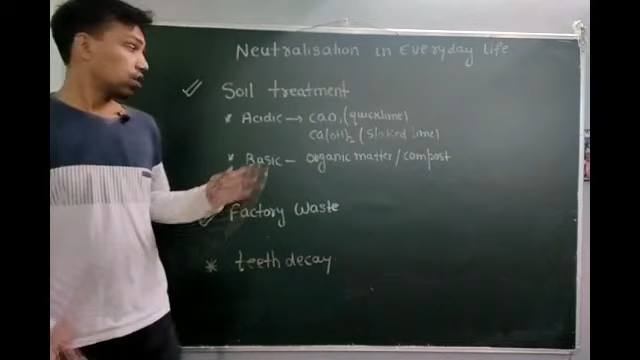 Neutralisation in everyday life
Soil treatment
* Acidic → CaO, (quicklime)
Ca(OH)2 (Slaked lime)
* Basic - organic matter/compost
Factory Waste
* teeth decay